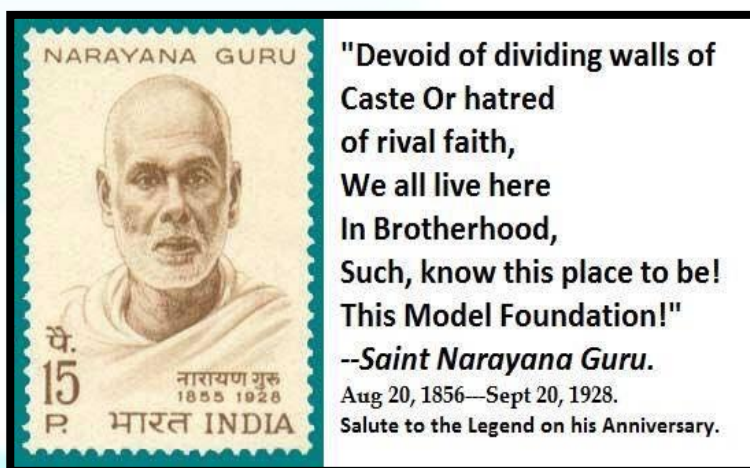 NARAYANA GURU
पै.
15
P.
नारायण गुरु
1855 1928
भारत INDIA
"Devoid of dividing walls of
Caste Or hatred
of rival faith,
We all live here
In Brotherhood,
Such, know this place to be!
This Model Foundation!"
--Saint Narayana Guru.
Aug 20, 1856—Sept 20, 1928.
Salute to the Legend on his Anniversary.